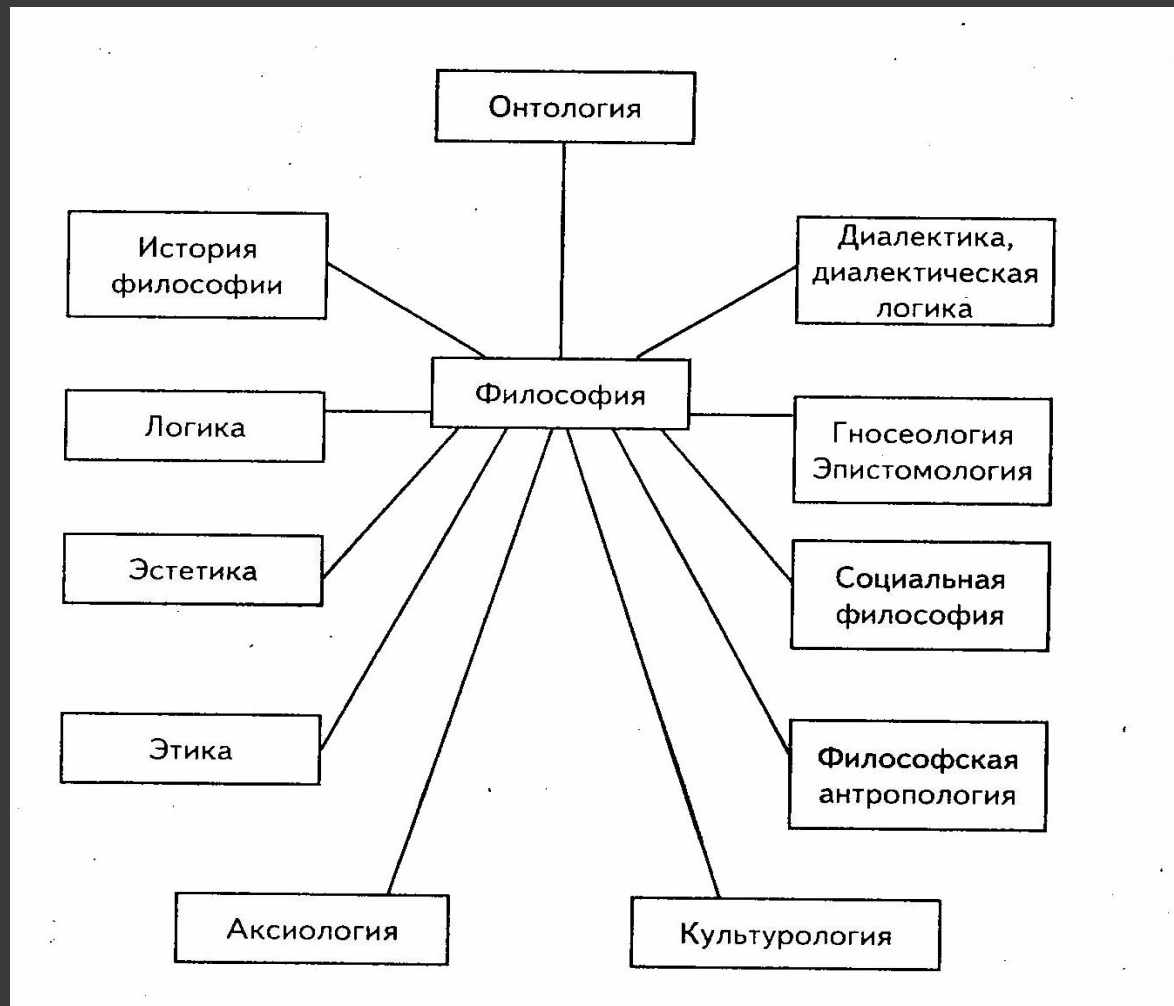 Онтология
История
философии
Диалектика,
диалектическая
логика
Философия
Логика
Гносеология
Эпистомология
Эстетика
Социальная
философия
Этика
Философская
антропология
Аксиология
Культурология